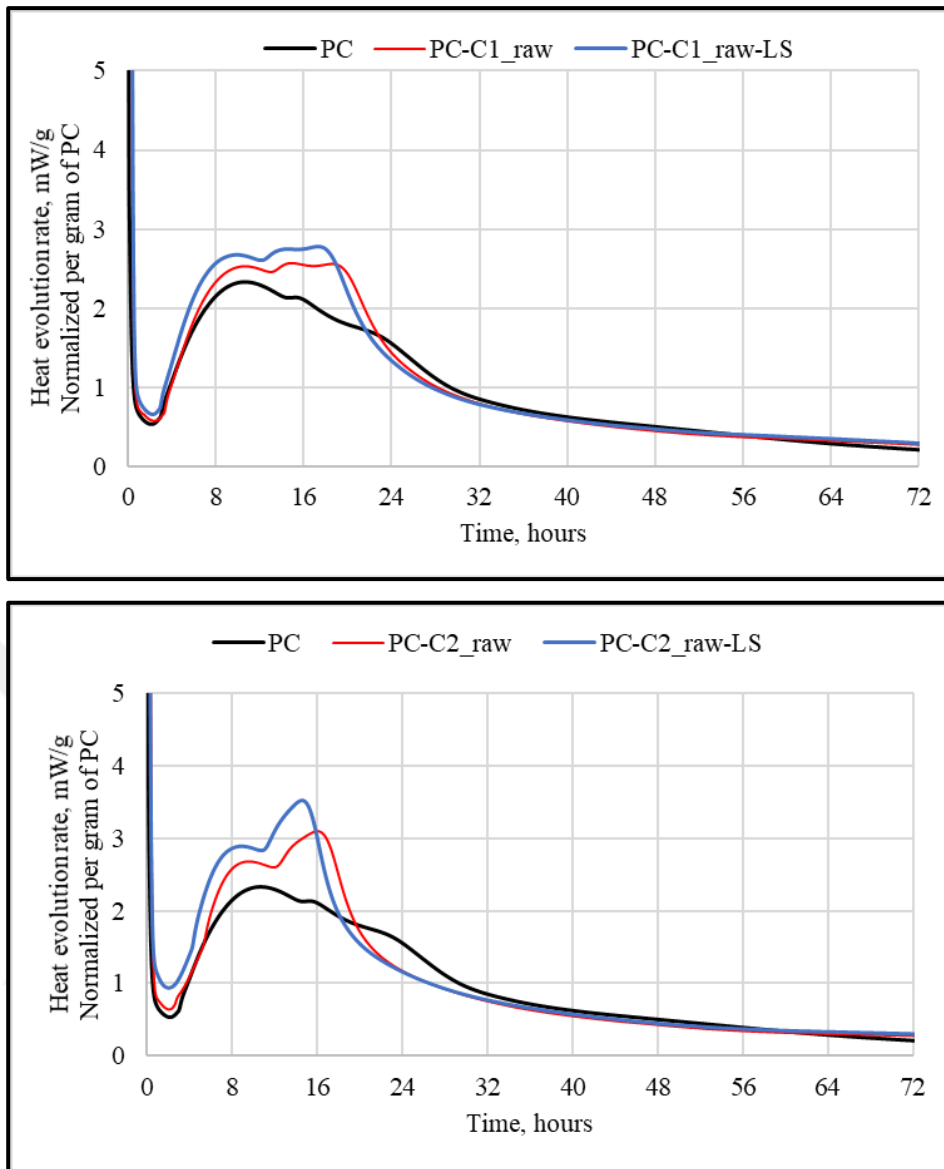 PC PC-C1_raw PC-C1_raw-LS
Heat evolution rate, mW/g
Normalized per gram of PC
5
4
3
2
1
0
0 8 16 24 32 40 48 56 64 72
Time, hours
PC PC-C2_raw PC-C2_raw-LS
Heat evolution rate, mW/g
Normalized per gram of PC
5
4
3
2
1
0
0 8 16 24 32 40 48 56 64 72
Time, hours